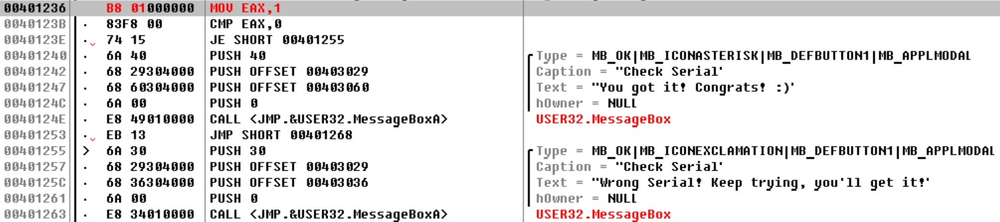 00401236 B8 01000000 MOV EAX,1
0040123B . 83F8 00 CMP EAX,0
0040123E .⌄ 74 15 JE SHORT 00401255
00401240 . 6A 40 PUSH 40 Type = MB_OK|MB_ICONASTERISK|MB_DEFBUTTON1|MB_APPLMODAL
00401242 . 68 29304000 PUSH OFFSET 00403029 Caption = "Check Serial"
00401247 . 68 60304000 PUSH OFFSET 00403060 Text = "You got it! Congrats! :)"
0040124C . 6A 00 PUSH 0 hOwner = NULL
0040124E . E8 49010000 CALL <JMP.&USER32.MessageBoxA> USER32.MessageBox
00401253 .⌄ EB 13 JMP SHORT 00401268
00401255 > 6A 30 PUSH 30 Type = MB_OK|MB_ICONEXCLAMATION|MB_DEFBUTTON1|MB_APPLMODAL
00401257 . 68 29304000 PUSH OFFSET 00403029 Caption = "Check Serial"
0040125C . 68 36304000 PUSH OFFSET 00403036 Text = "Wrong Serial! Keep trying, you'll get it!"
00401261 . 6A 00 PUSH 0 hOwner = NULL
00401263 . E8 34010000 CALL <JMP.&USER32.MessageBoxA> USER32.MessageBox